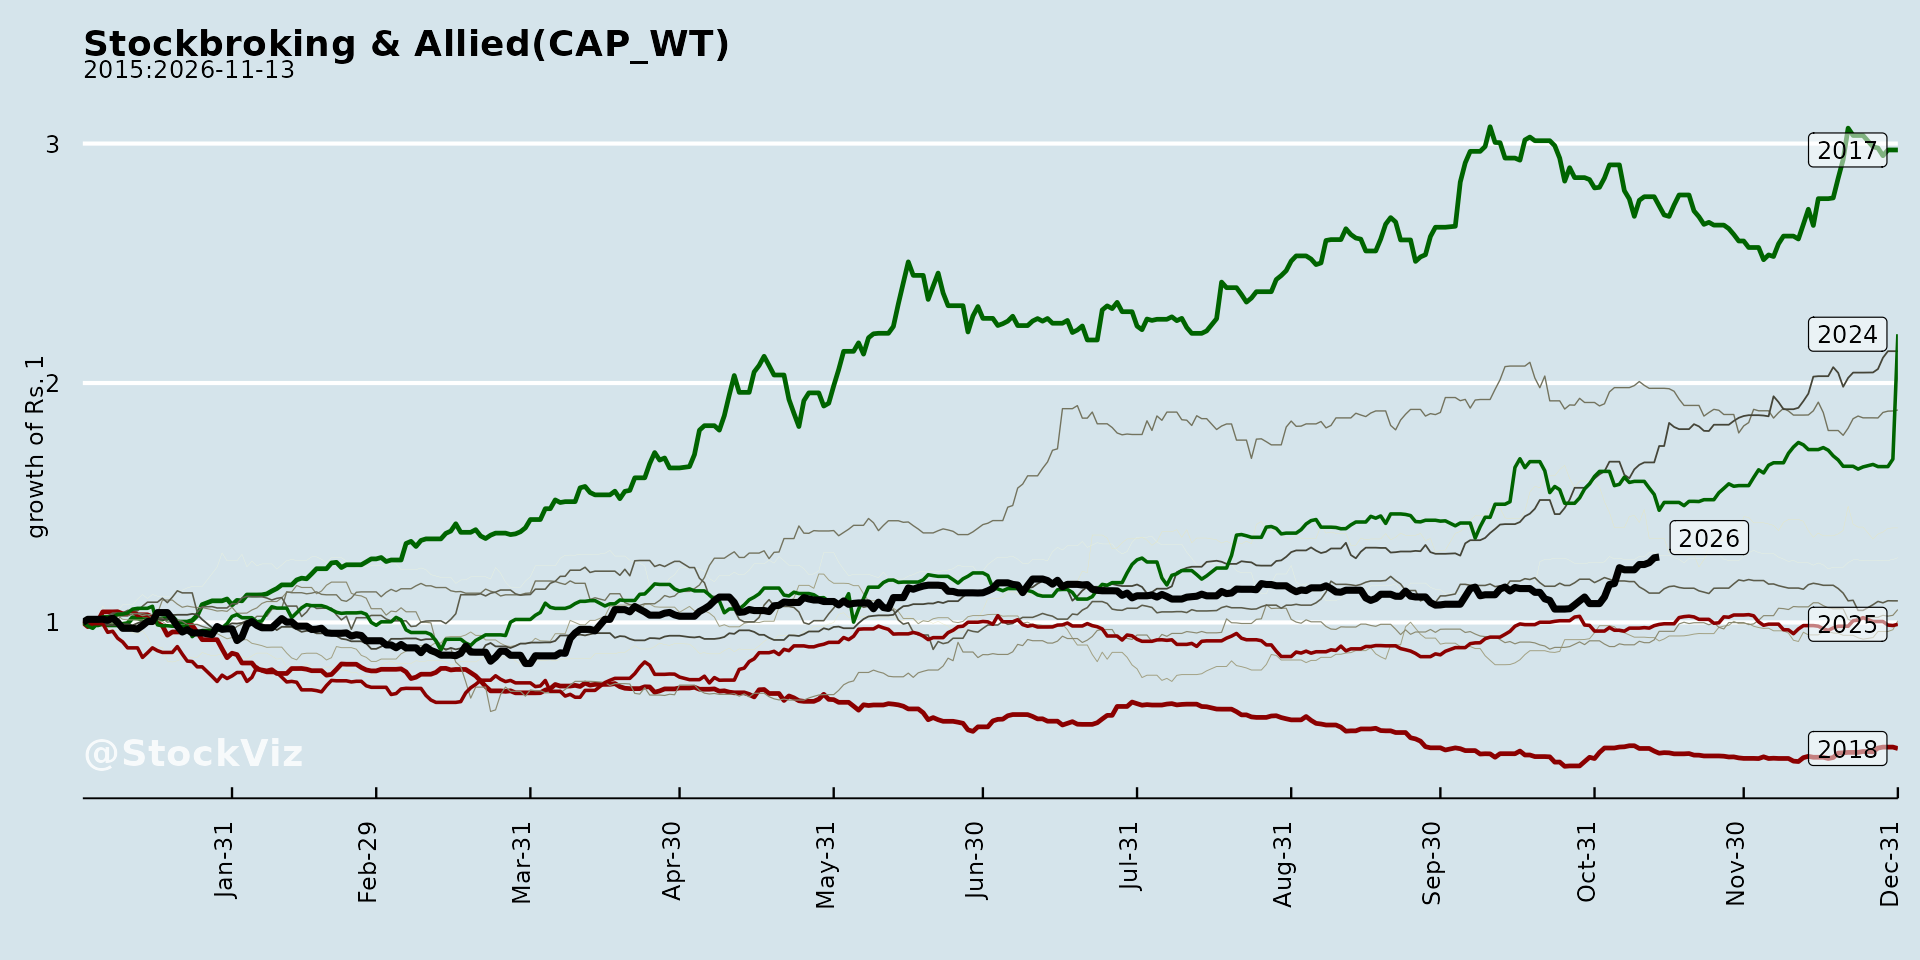 Stockbroking & Allied(CAP_WT)
2015:2026-11-13
growth of Rs. 1
3
2
1
2017
2024
2026
2025
2018
@StockViz
Jan-31
Feb-29
Mar-31
Apr-30
May-31
Jun-30
Jul-31
Aug-31
Sep-30
Oct-31
Nov-30
Dec-31